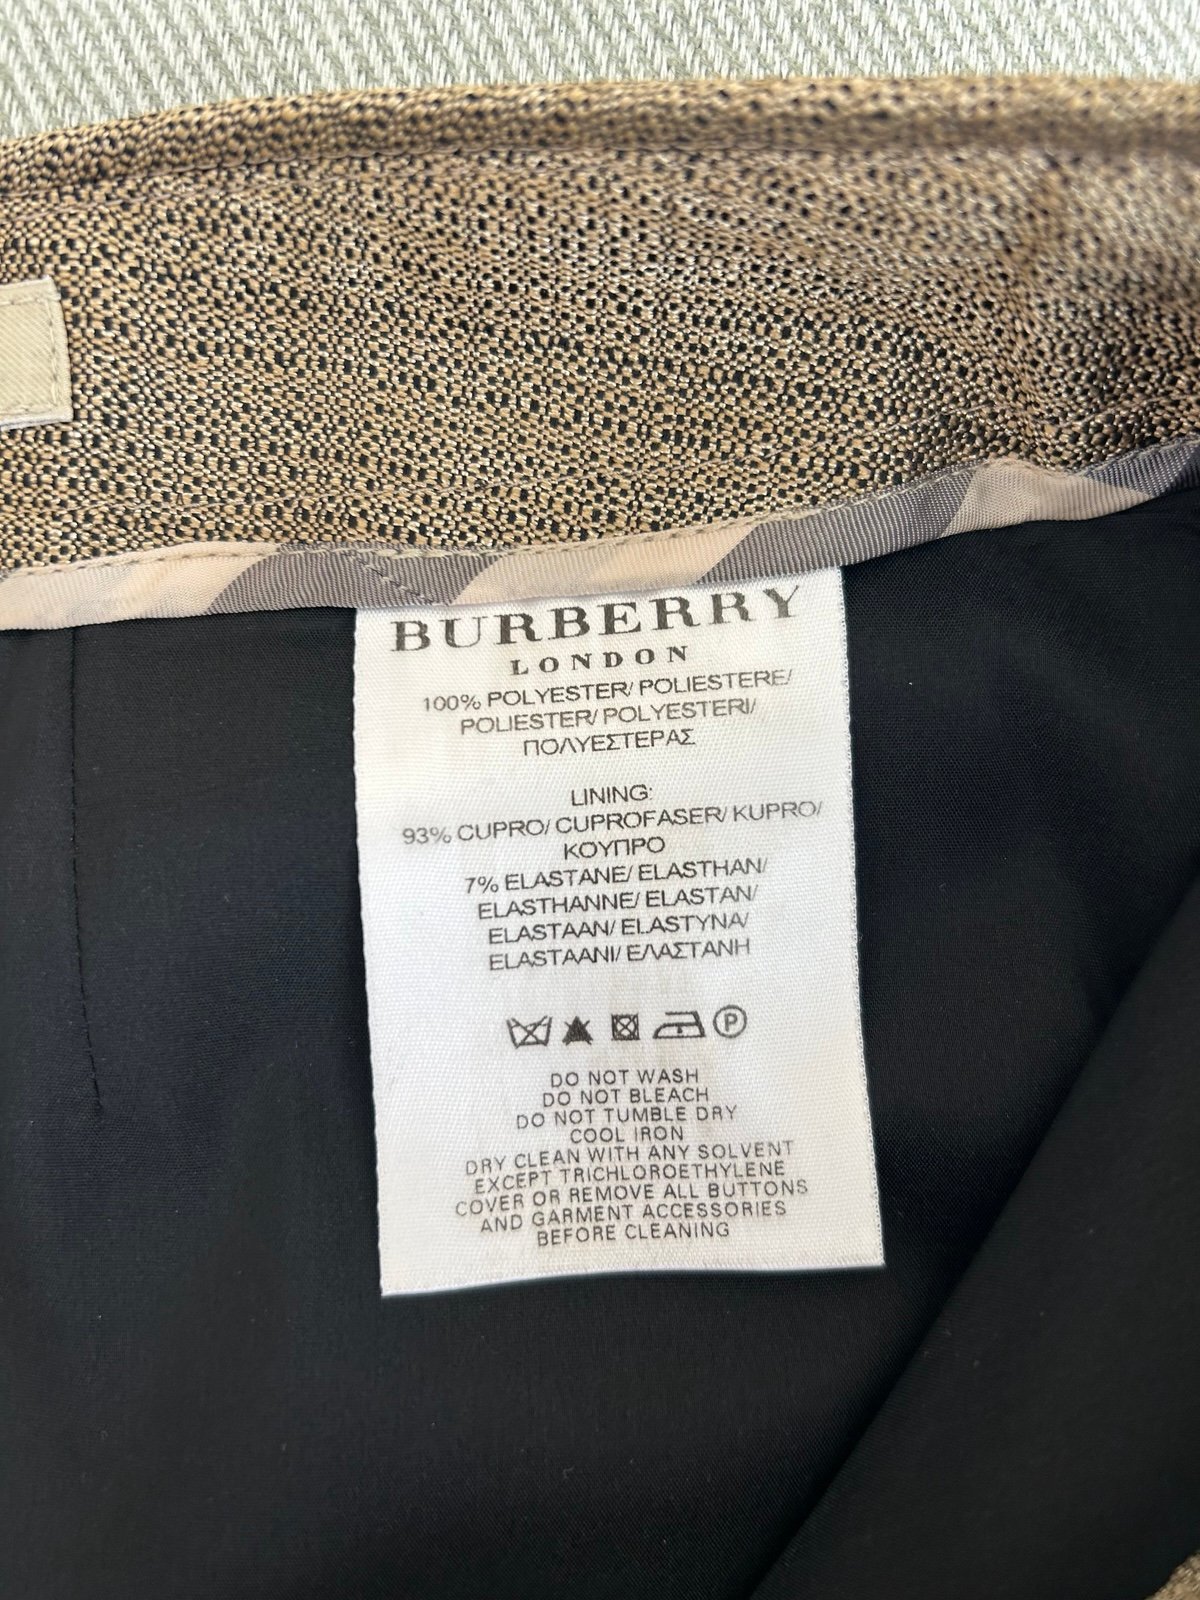 BURBERRY
LONDON
100% POLYESTER/ POLIESTERE/
POLIESTER/ POLYESTERI/
ΠΟΛΥΕΣΤΕΡΑΣ
LINING:
93% CUPRO/ CUPROFASER/ KUPRO/
ΚΟΥΠΡΟ
7% ELASTANE/ ELASTHAN/
ELASTHANNE/ ELASTAN/
ELASTAAN/ ELASTYNA/
ELASTAANI/ ΕΛΑΣΤΑΝΗ
P
DO NOT WASH
DO NOT BLEACH
DO NOT TUMBLE DRY
COOL IRON
DRY CLEAN WITH ANY SOLVENT
EXCEPT TRICHLOROETHYLENE
COVER OR REMOVE ALL BUTTONS
AND GARMENT ACCESSORIES
BEFORE CLEANING